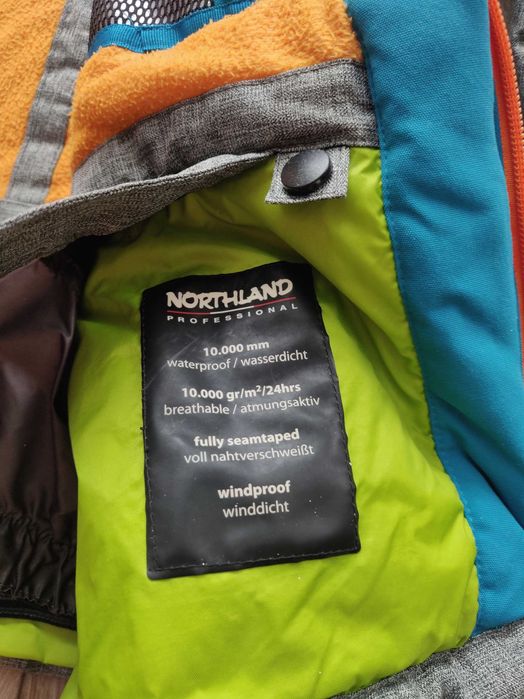 NORTHLAND
PROFESSIONAL
10.000 mm
waterproof / wasserdicht
10.000 gr/m²/24hrs
breathable / atmungsaktiv
fully seamtaped
voll nahtverschweißt
windproof
winddicht